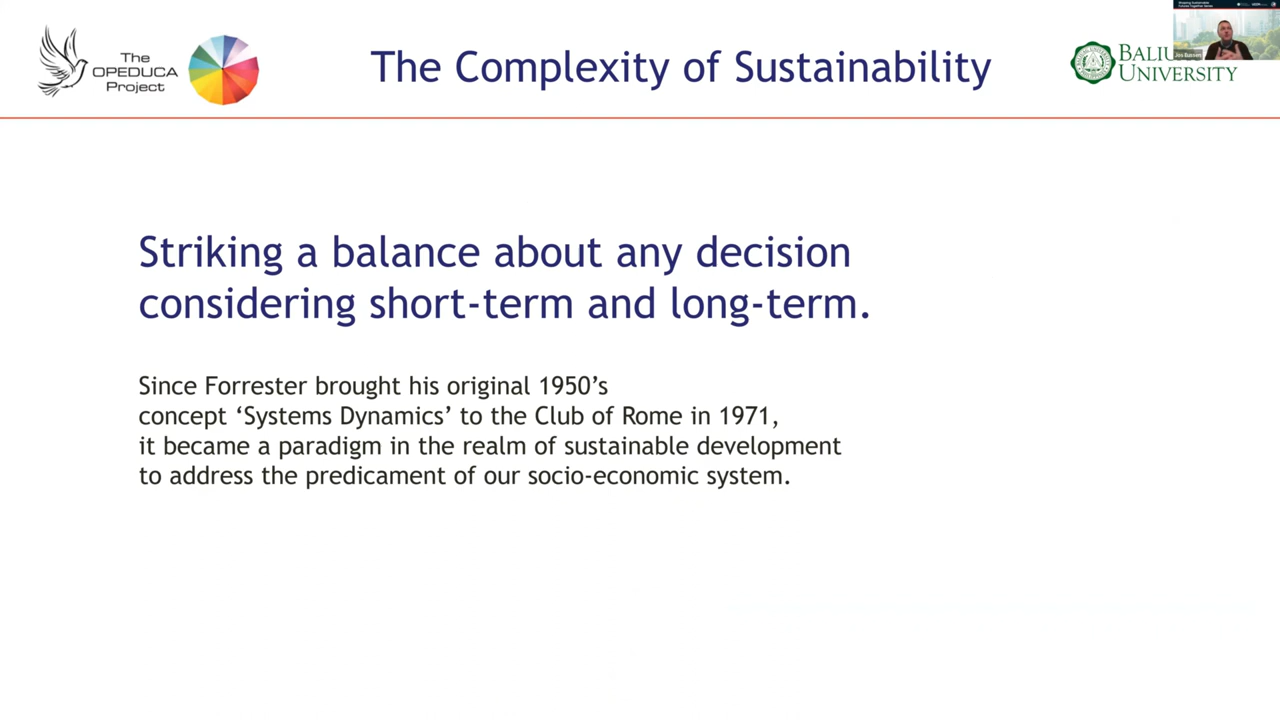 The
OPEDUCA
Project
The Complexity of Sustainability
UNIVERSITY
Striking a balance about any decision
considering short-term and long-term.
Since Forrester brought his original 1950’s
concept ‘Systems Dynamics’ to the Club of Rome in 1971,
it became a paradigm in the realm of sustainable development
to address the predicament of our socio-economic system.